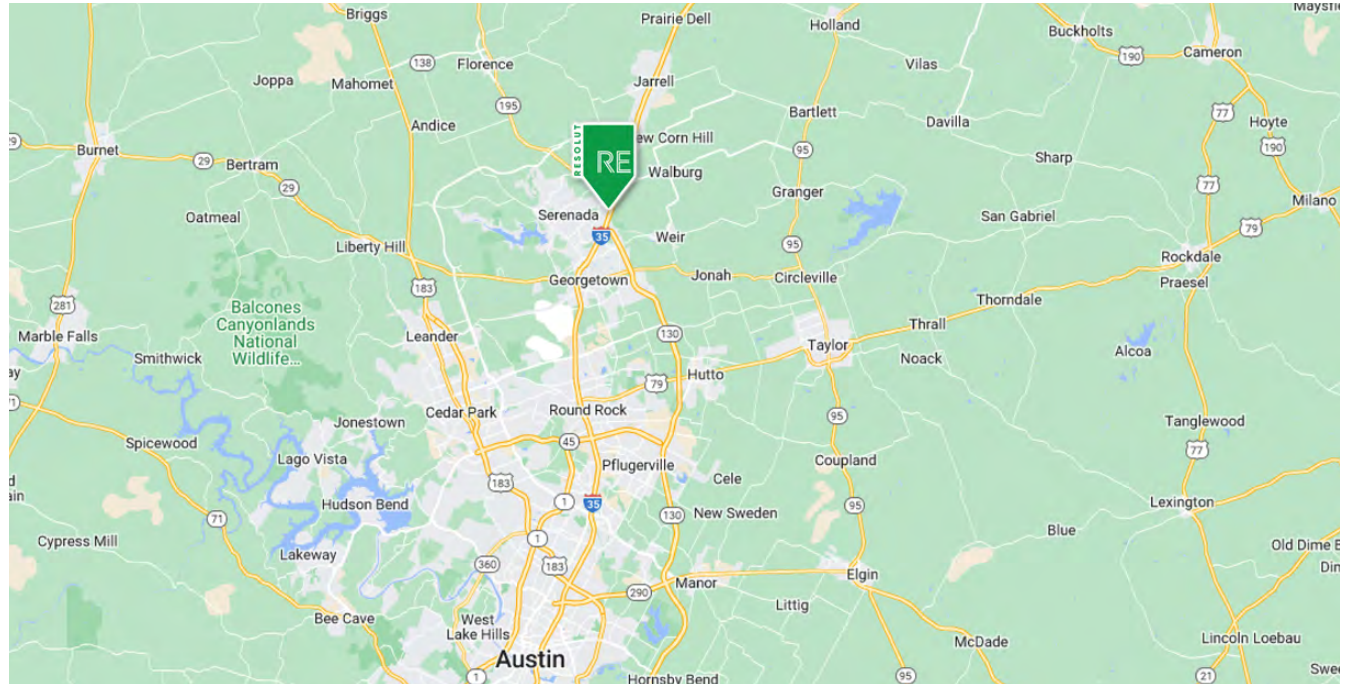 Briggs
Prairie Dell
Holland
Buckholts
Cameron
190
138
Florence
Joppa
Mahomet
Vilas
Jarrell
77
195
Bartlett
Davilla
Hoyte
Andice
RESOLUT
RE
ew Corn Hill
29
Burnet
29
Bertram
95
Sharp
190
Walburg
29
Granger
77
Milano
Oatmeal
Serenada
San Gabriel
35
Weir
79
Liberty Hill
95
Rockdale
Georgetown
Jonah
Circleville
Praesel
183
281
Balcones
Canyonlands
National
Wildlife...
Thorndale
Marble Falls
Leander
130
Thrall
Smithwick
Taylor
Noack
Alcoa
79
Hutto
Cedar Park
Round Rock
95
Jonestown
Tanglewood
Spicewood
45
77
Lago Vista
Pflugerville
Coupland
183
Cele
Hudson Bend
1
35
Lexington
71
130
New Sweden
95
Blue
Cypress Mill
1
Lakeway
360
183
Old Dime
Manor
Elgin
290
Littig
Bee Cave
West
Lake Hills
McDade
Lincoln
Loebau
Austin
1
Hornsby Bend
95
21